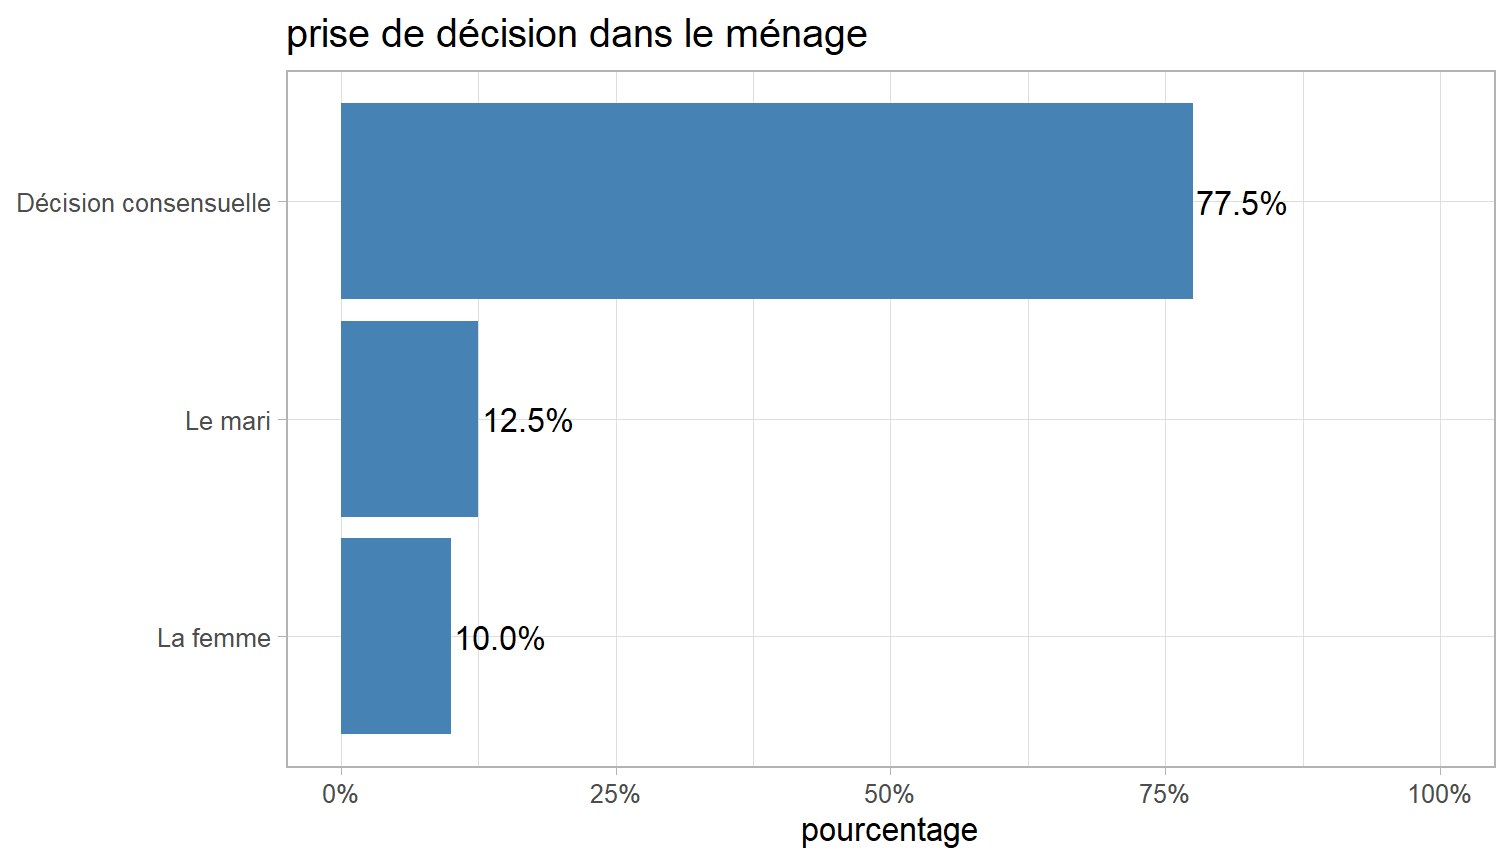 prise de décision dans le ménage
Décision consensuelle
77.5%
Le mari
12.5%
La femme
10.0%
0% 25% 50% 75% 100%
pourcentage